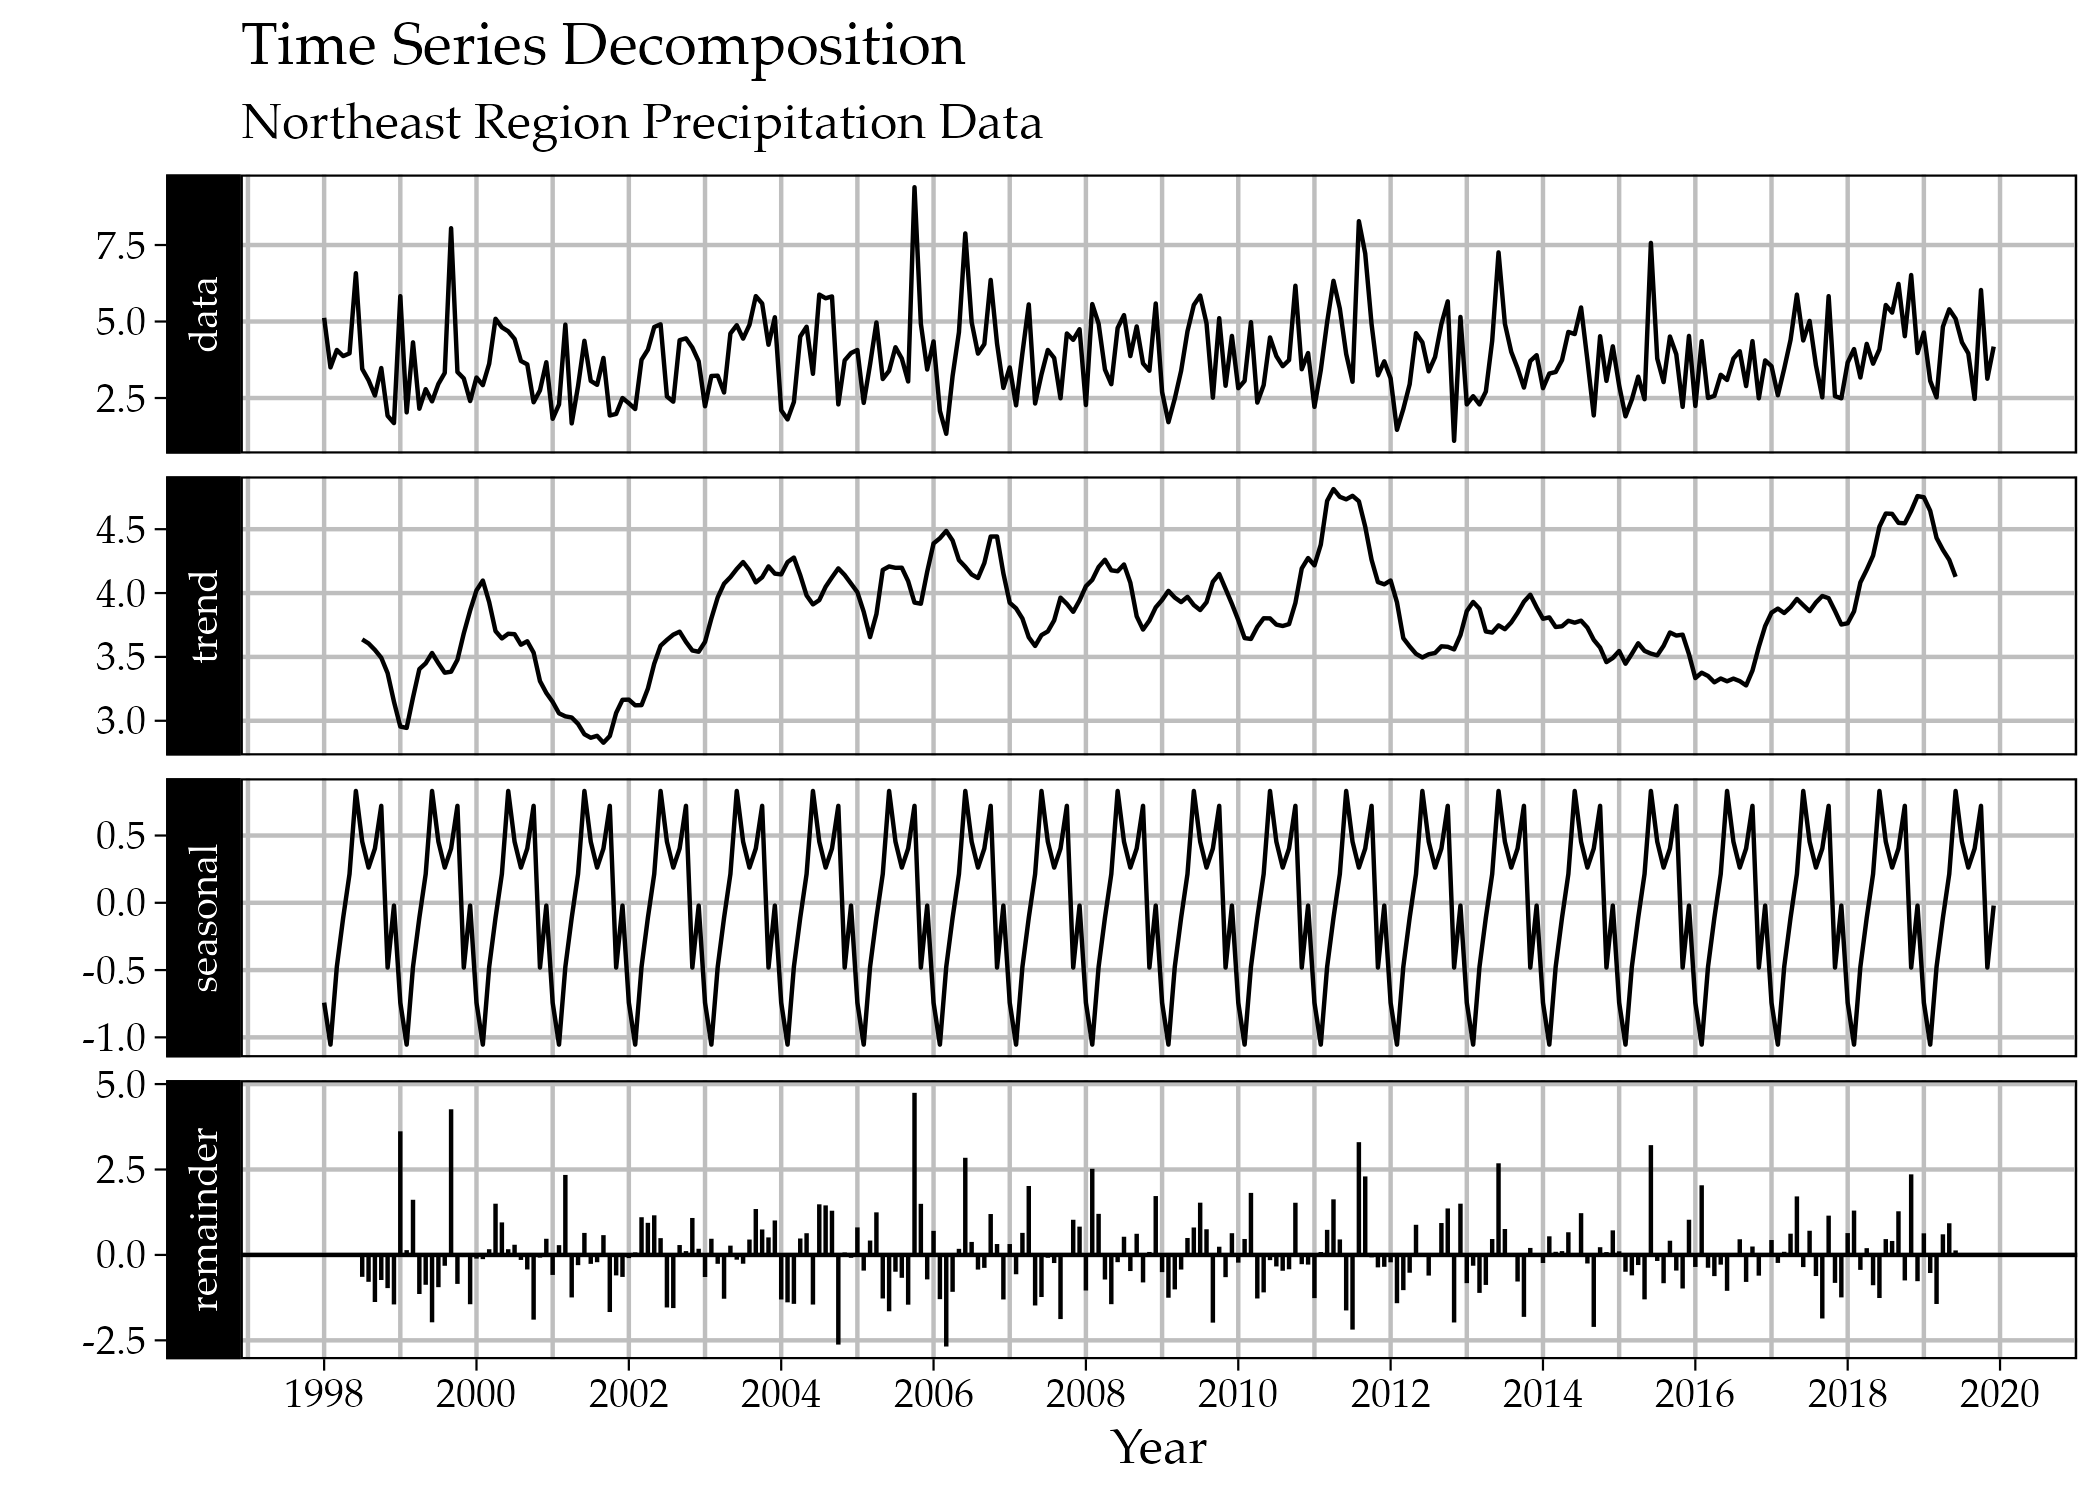 Time Series Decomposition
Northeast Region Precipitation Data
data
7.5
5.0
2.5
trend
4.5
4.0
3.5
3.0
seasonal
0.5
0.0
-0.5
-1.0
remainder
5.0
2.5
0.0
-2.5
1998 2000 2002 2004 2006 2008 2010 2012 2014 2016 2018 2020
Year